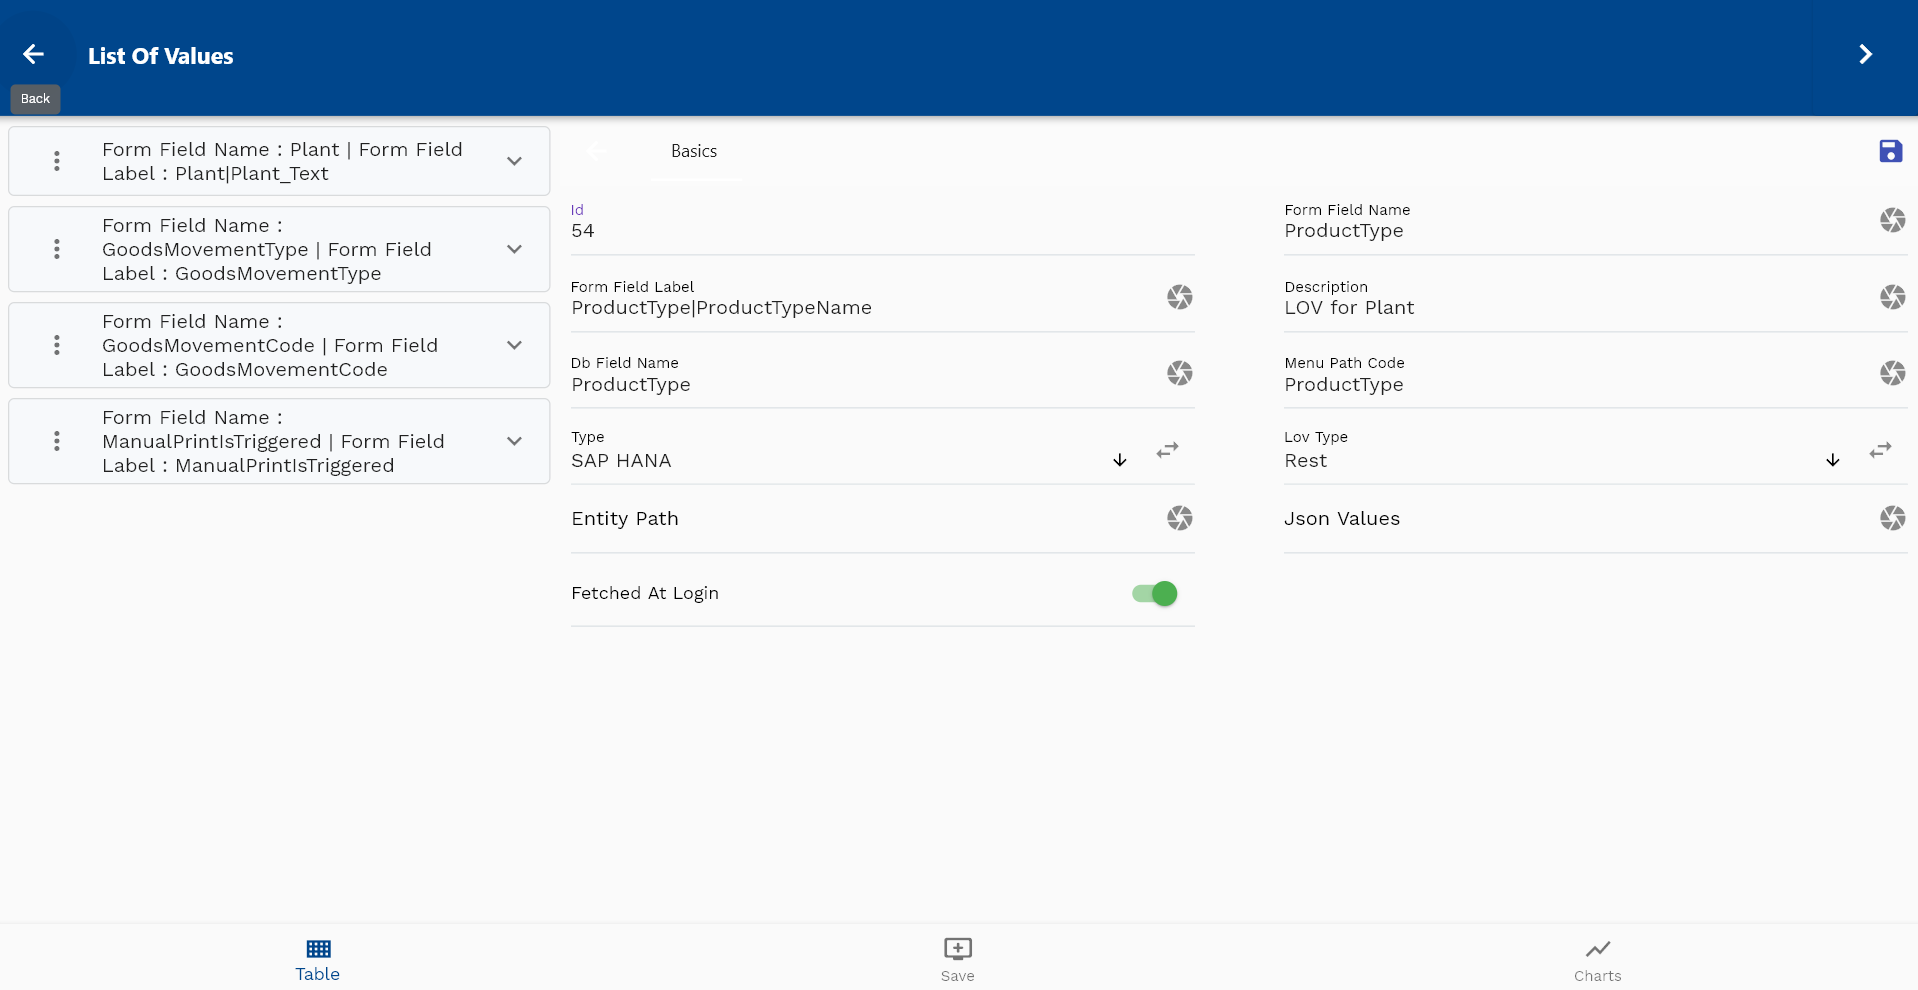 List Of Values
Back
Form Field Name : Plant | Form Field
Label : Plant|Plant_Text
Form Field Name :
GoodsMovementType | Form Field
Label : GoodsMovementType
Form Field Name :
GoodsMovementCode | Form Field
Label : GoodsMovementCode
Form Field Name :
ManualPrintIsTriggered | Form Field
Label : ManualPrintIsTriggered
Basics
Id
54
Form Field Name
ProductType
Form Field Label
ProductType|ProductTypeName
Description
LOV for Plant
Db Field Name
ProductType
Menu Path Code
ProductType
Type
SAP HANA
Lov Type
Rest
Entity Path
Json Values
Fetched At Login
Table
Save
Charts